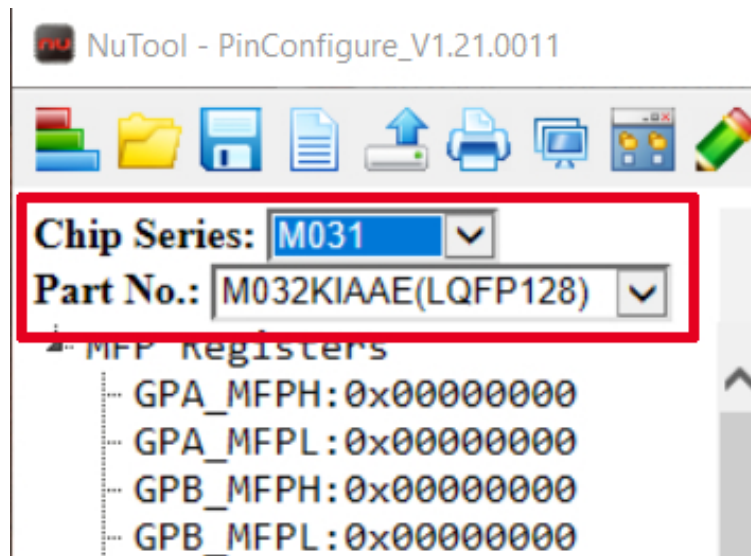 nu NuTool - PinConfigure_V1.21.0011
Chip Series: M031
Part No.: M032KIAAE(LQFP128)
MFP Registers
GPA_MFPH:0x00000000
GPA_MFPL:0x00000000
GPB_MFPH:0x00000000
GPB_MFPL:0x00000000